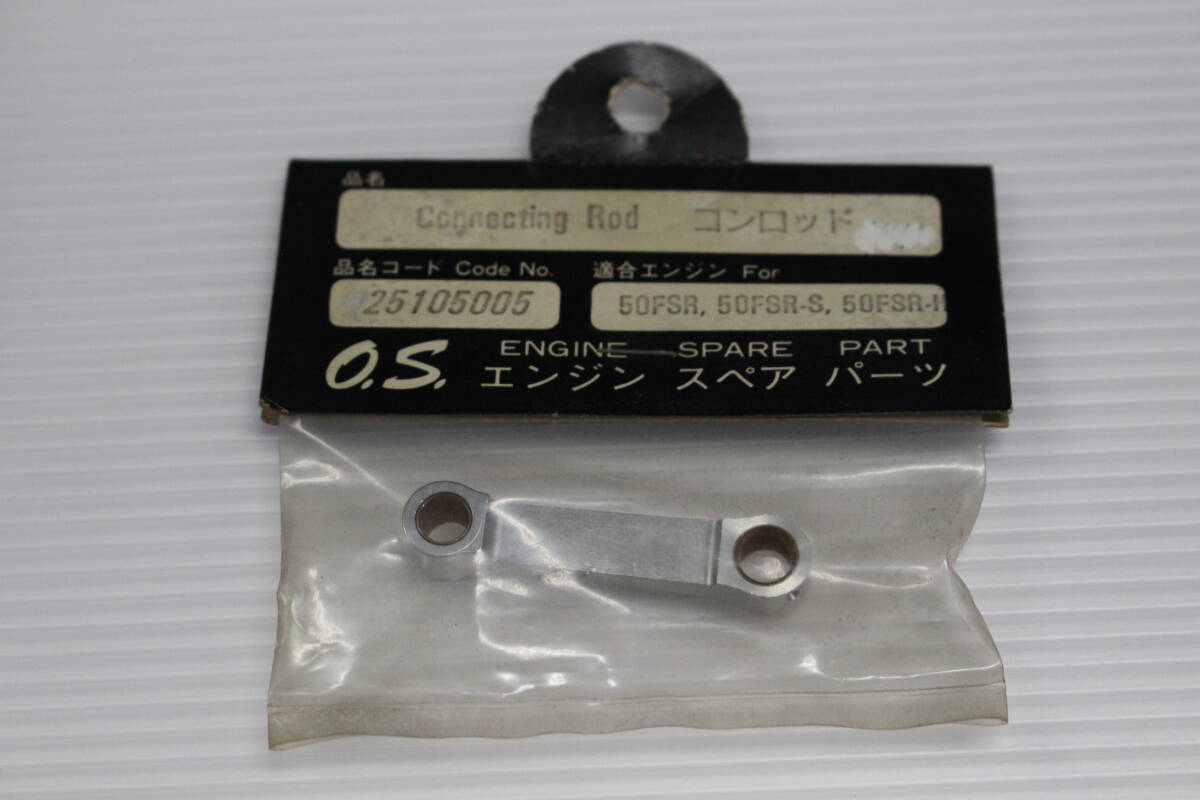 品名
Connecting Rod コンロッド
品名コード Code No. 適合エンジン For
25105005 50FSR, 50FSR-S, 50FSR-H
O.S. ENGINE SPARE PART
エンジン スペア パーツ